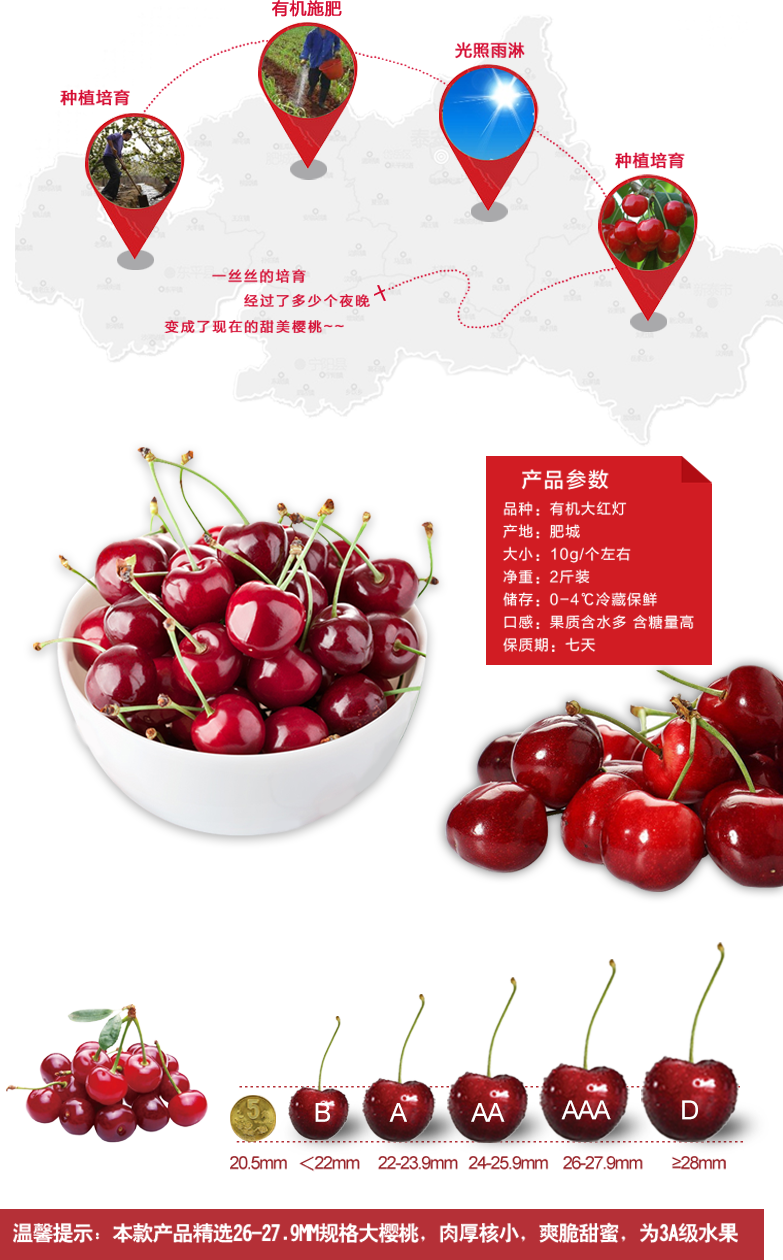 有机施肥
光照雨淋
种植培育
种植培育
一丝丝的培育
经过了多少个夜晚
变成了现在的甜美樱桃~~
产品参数
品种：有机大红灯
产地：肥城
大小：10g/个左右
净重：2斤装
储存：0-4℃冷藏保鲜
口感：果质含水多 含糖量高
保质期：七天
5
B A AA AAA D
20.5mm ＜22mm 22-23.9mm 24-25.9mm 26-27.9mm ≥28mm
温馨提示：本款产品精选26-27.9MM规格大樱桃，肉厚核小，爽脆甜蜜，为3A级水果